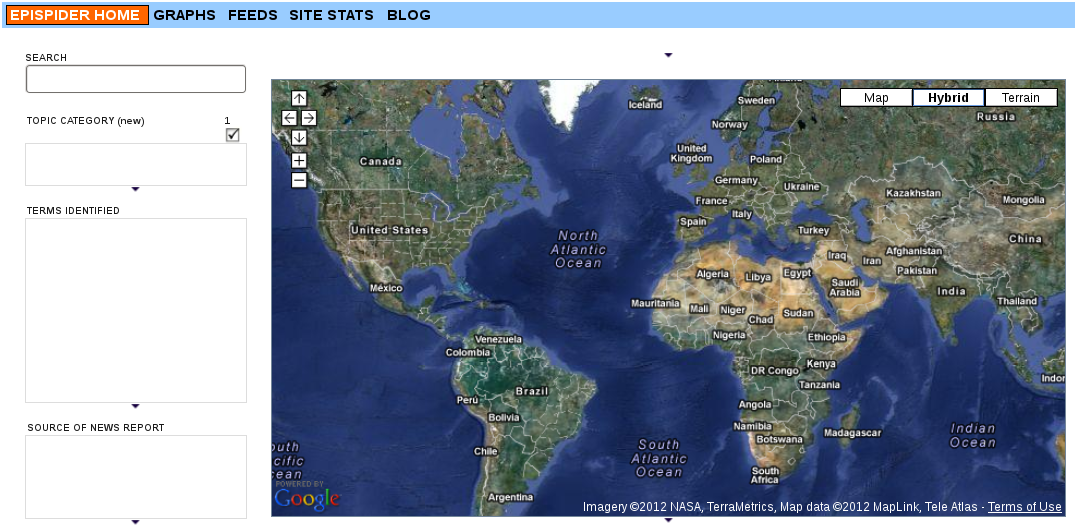 EPISPIDER HOME GRAPHS FEEDS SITE STATS BLOG
SEARCH
TOPIC CATEGORY (new) 1
TERMS IDENTIFIED
SOURCE OF NEWS REPORT
Map Hybrid Terrain
Iceland
Sweden
Russia
Norway
United
Kingdom
Canada
Poland
Germany
Ukraine
Kazakhstan
France
Mongolia
Italy
Spain
United States
Turkey
North
Atlantic
Ocean
China
Iraq
Afghanistan
Iran
Pakistan
Algeria
Libya
Egypt
Saudi
Arabia
México
India
Mauritania
Mali
Niger
Chad
Sudan
Thailand
Nigeria
Ethiopia
Venezuela
Colombia
Kenya
DR Congo
Indor
Tanzania
Brazil
Perú
Angola
Bolivia
Namibia
Botswana
Madagascar
Indian
Ocean
Chile
outh
cific
ean
South
Atlantic
Ocean
South
Africa
Argentina
POWERED BY
Google
Imagery ©2012 NASA, TerraMetrics, Map data ©2012 MapLink, Tele Atlas - Terms of Use